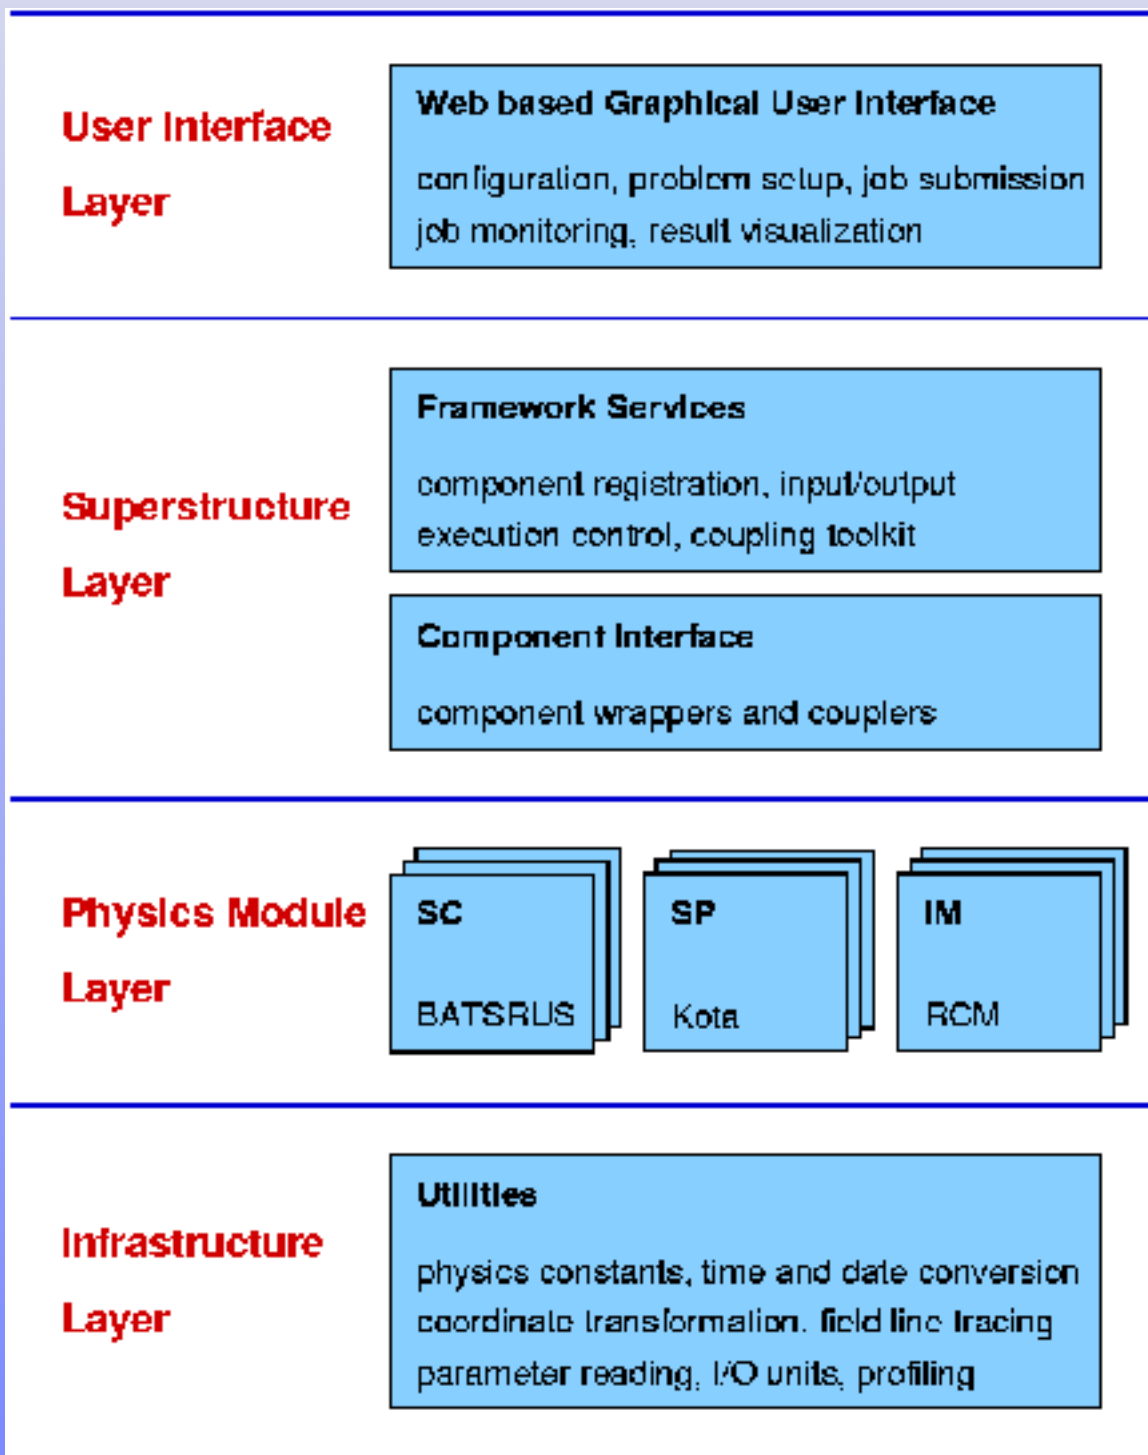 User Interface
Layer
Web based Graphical User Interface
configuration, problem setup, job submission
job monitoring, result visualization
Superstructure
Layer
Framework Services
component registration, input/output
execution control, coupling toolkit
Component Interface
component wrappers and couplers
Physics Module
Layer
SC
BATSRUS
SP
Kota
IM
RCM
Infrastructure
Layer
Utilities
physics constants, time and date conversion
coordinate transformation, field line tracing
parameter reading, I/O units, profiling